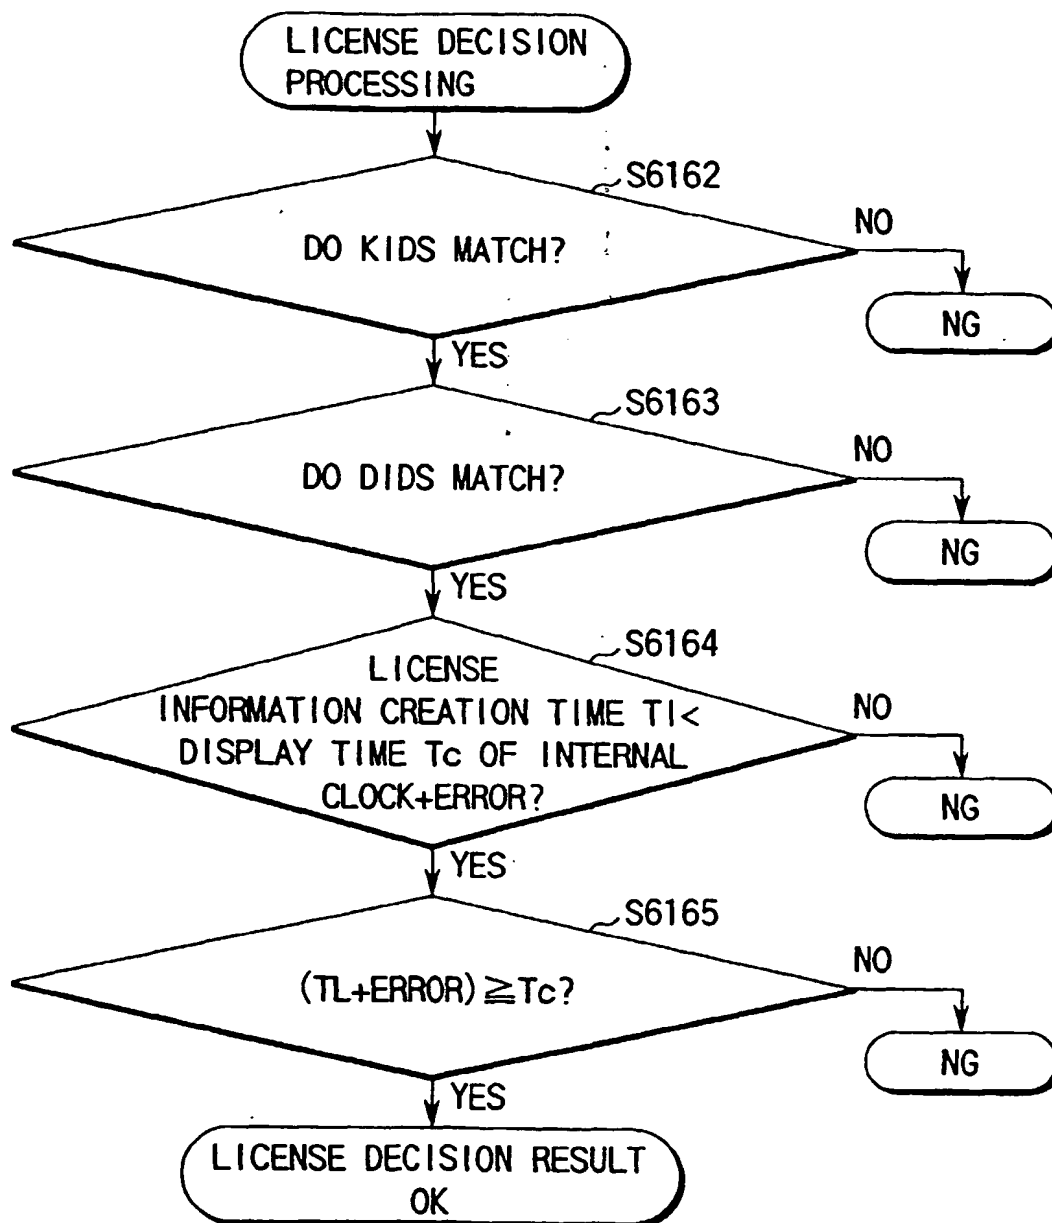 LICENSE DECISION
PROCESSING
S6162
DO KIDS MATCH?
NO
NG
YES
S6163
DO DIDS MATCH?
NO
NG
YES
S6164
LICENSE
INFORMATION CREATION TIME TI<
DISPLAY TIME Tc OF INTERNAL
CLOCK+ERROR?
NO
NG
YES
S6165
(TL+ERROR)≧Tc?
NO
NG
YES
LICENSE DECISION RESULT
OK